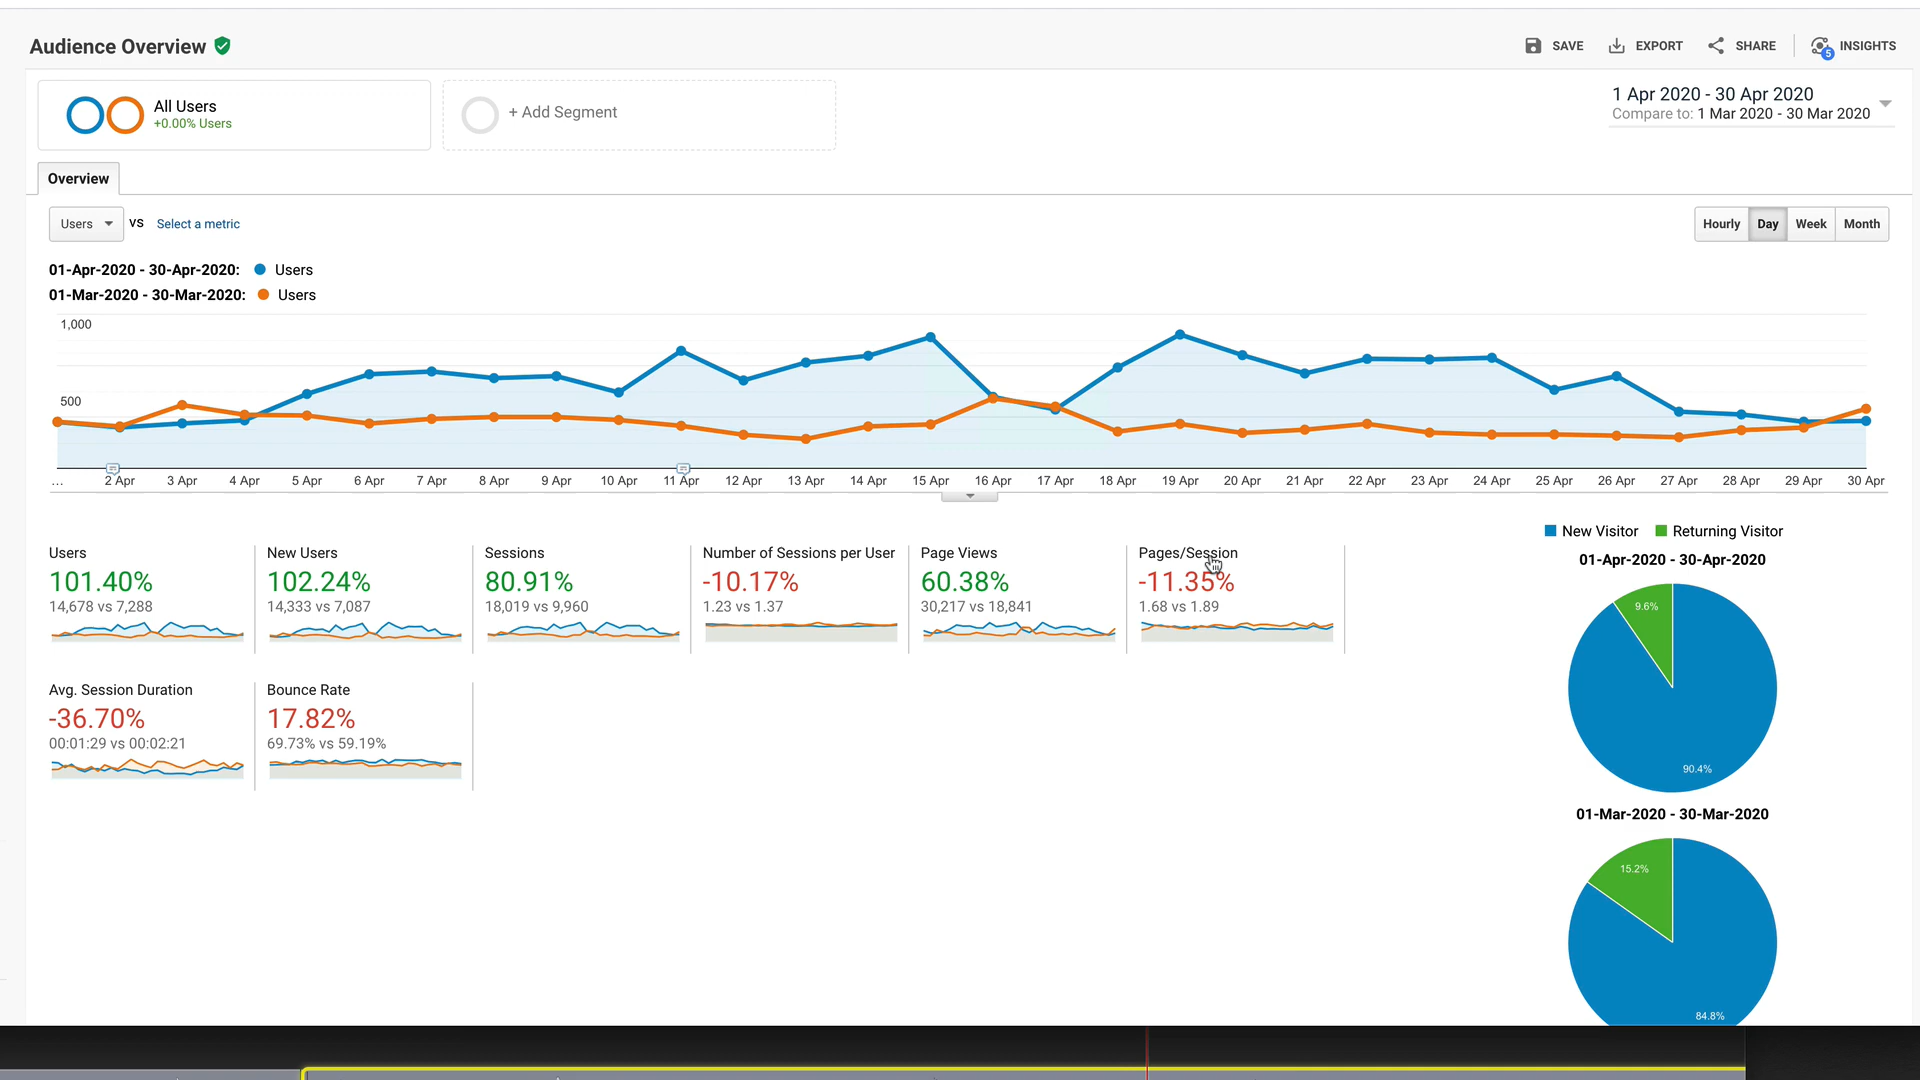 Audience Overview
SAVE
EXPORT
SHARE
5
INSIGHTS
All Users
+0.00% Users
+ Add Segment
1 Apr 2020 - 30 Apr 2020
Compare to: 1 Mar 2020 - 30 Mar 2020
Overview
Users
VS
Select a metric
Hourly
Day
Week
Month
01-Apr-2020 - 30-Apr-2020: Users
01-Mar-2020 - 30-Mar-2020: Users
1,000
500
... 2 Apr 3 Apr 4 Apr 5 Apr 6 Apr 7 Apr 8 Apr 9 Apr 10 Apr 11 Apr 12 Apr 13 Apr 14 Apr 15 Apr 16 Apr 17 Apr 18 Apr 19 Apr 20 Apr 21 Apr 22 Apr 23 Apr 24 Apr 25 Apr 26 Apr 27 Apr 28 Apr 29 Apr 30 Apr
Users
101.40%
14,678 vs 7,288
New Users
102.24%
14,333 vs 7,087
Sessions
80.91%
18,019 vs 9,960
Number of Sessions per User
-10.17%
1.23 vs 1.37
Page Views
60.38%
30,217 vs 18,841
Pages/Session
-11.35%
1.68 vs 1.89
Avg. Session Duration
-36.70%
00:01:29 vs 00:02:21
Bounce Rate
17.82%
69.73% vs 59.19%
New Visitor
Returning Visitor
01-Apr-2020 - 30-Apr-2020
9.6%
90.4%
01-Mar-2020 - 30-Mar-2020
15.2%
84.8%